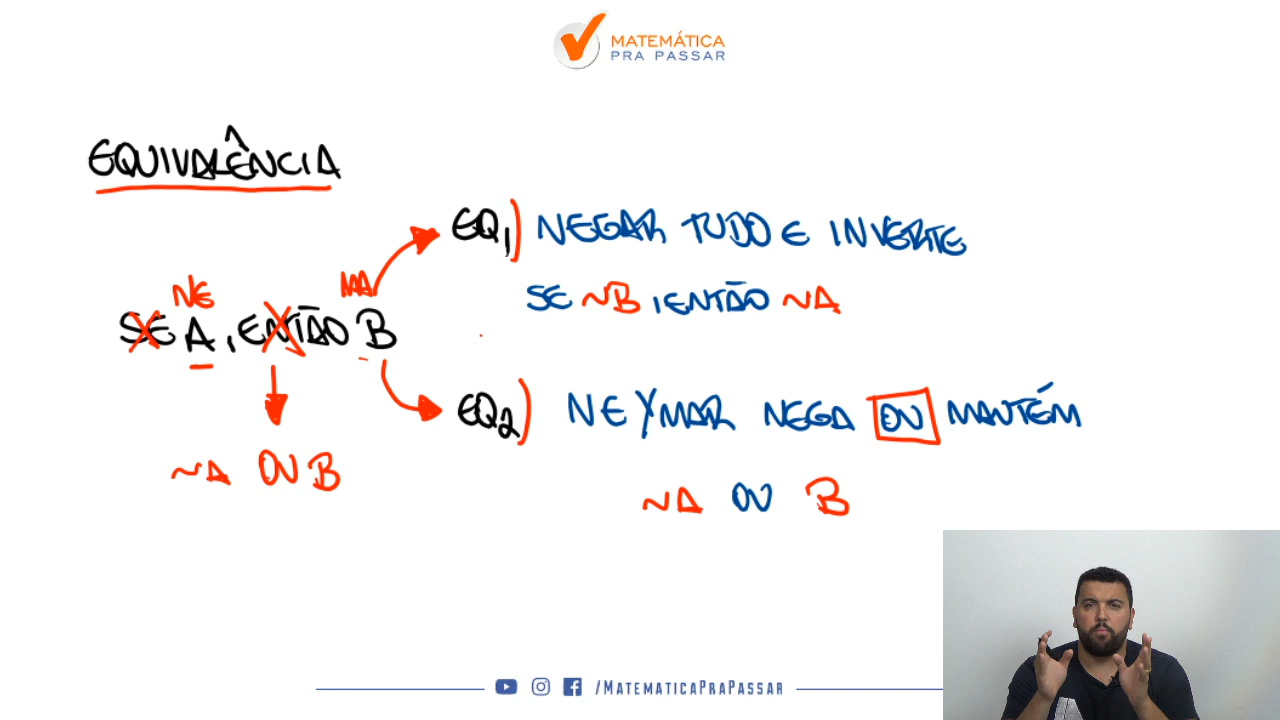 MATEMÁTICA
PRA PASSAR
EQUIVALÊNCIA
EQ1) NEGAR TUDO E INVERTE
SE ~B, ENTÃO ~A
NE MA
SE A, ENTÃO B
EQ2) NEYMAR NEGA OU MANTÉM
~A OU B
~A OU B
/MATEMATICAPRAPASSAR